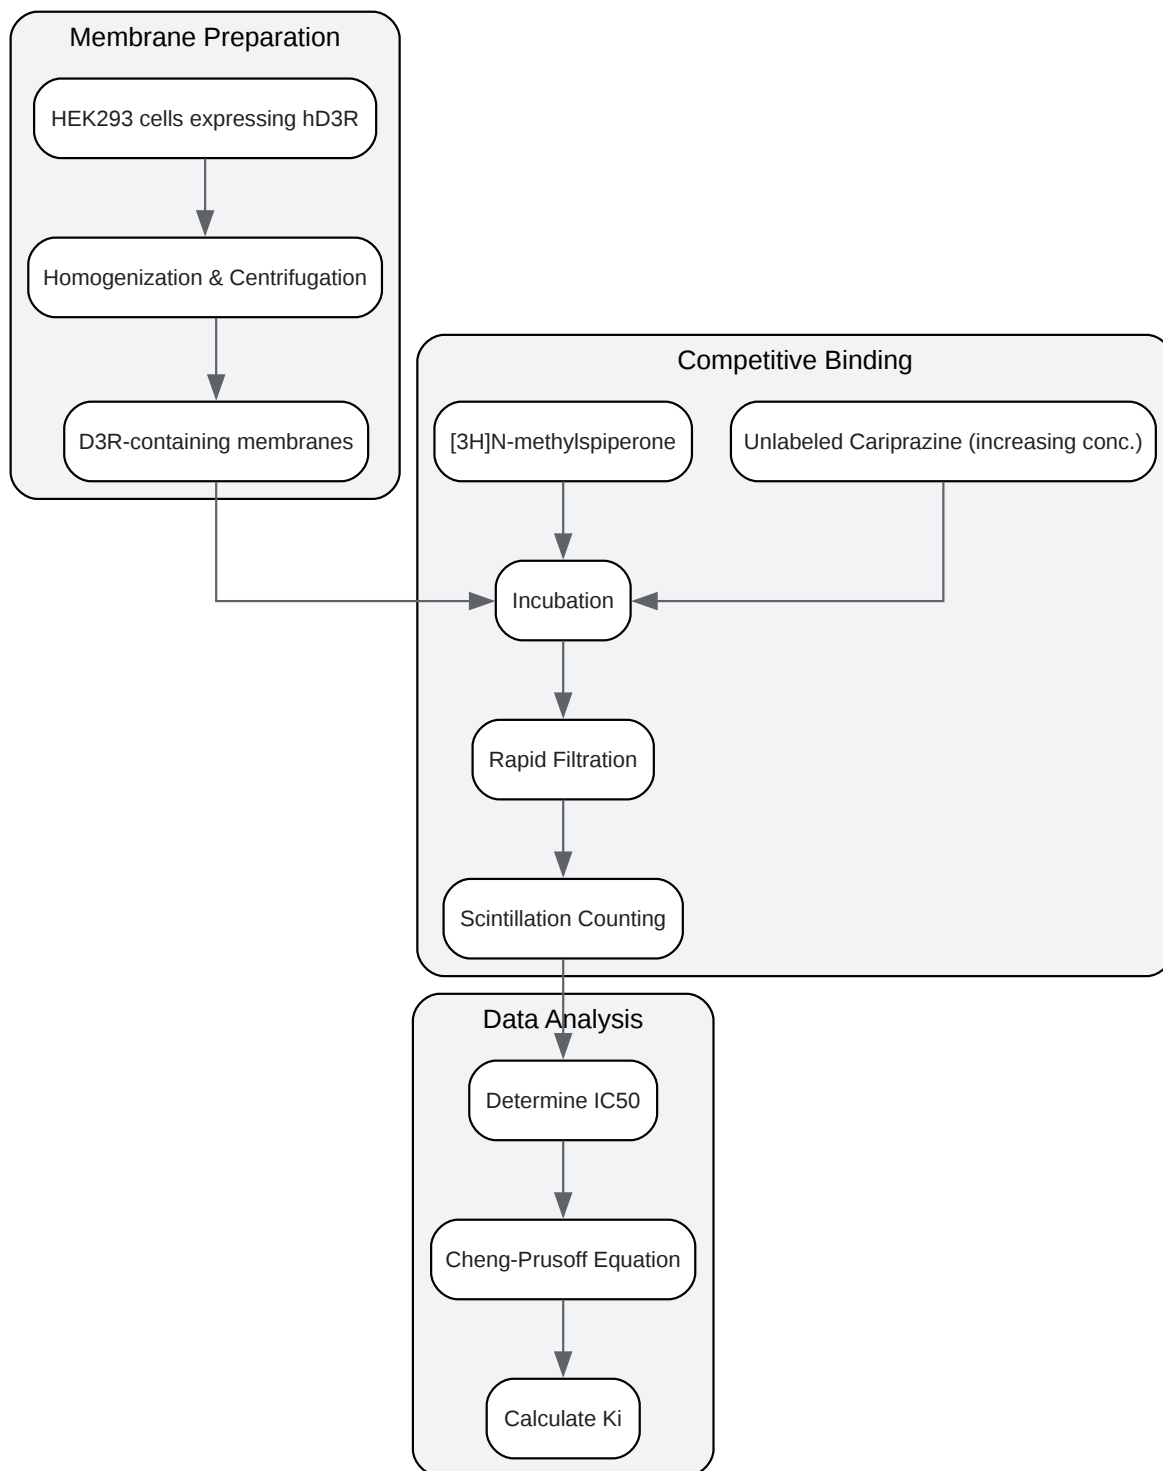 Membrane Preparation
HEK293 cells expressing hD3R
Homogenization & Centrifugation
D3R-containing membranes
Competitive Binding
[3H]N-methylspiperone
Unlabeled Cariprazine (increasing conc.)
Incubation
Rapid Filtration
Scintillation Counting
Data Analysis
Determine IC50
Cheng-Prusoff Equation
Calculate Ki